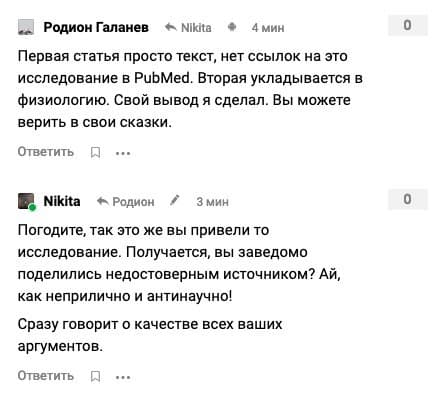 Родион Галанев Nikita 4 мин 0
Первая статья просто текст, нет ссылок на это
исследование в PubMed. Вторая укладывается в
физиологию. Свой вывод я сделал. Вы можете
верить в свои сказки.
Ответить
Nikita Родион 3 мин 0
Погодите, так это же вы привели то
исследование. Получается, вы заведомо
поделились недостоверным источником? Ай,
как неприлично и антинаучно!
Сразу говорит о качестве всех ваших
аргументов.
Ответить